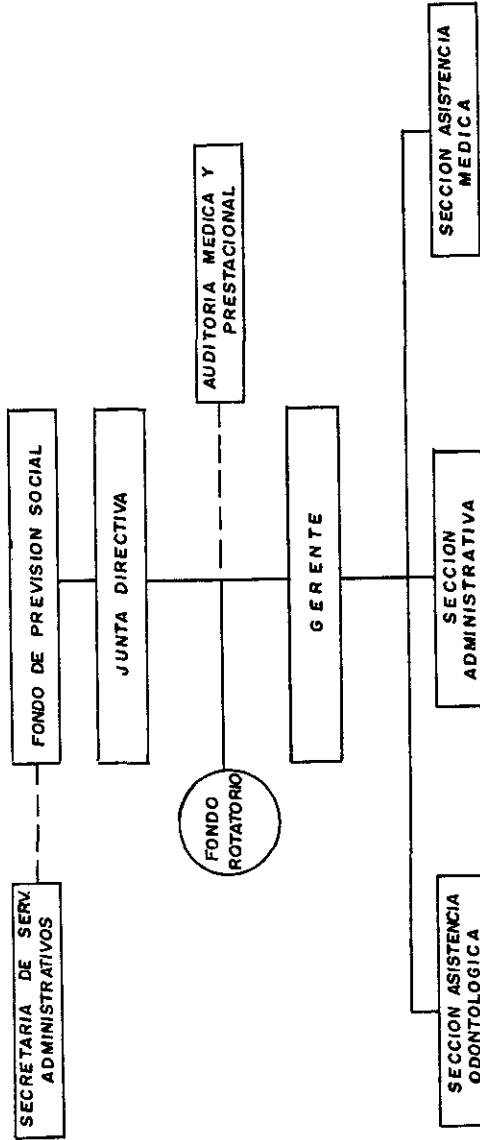 SECRETARIA DE SERV.
ADMINISTRATIVOS
FONDO DE PREVISION SOCIAL
JUNTA DIRECTIVA
AUDITORIA MEDICA Y
PRESTACIONAL
FONDO
ROTATORIO
GERENTE
SECCION ASISTENCIA
ODONTOLOGICA
SECCION
ADMINISTRATIVA
SECCION ASISTENCIA
MEDICA